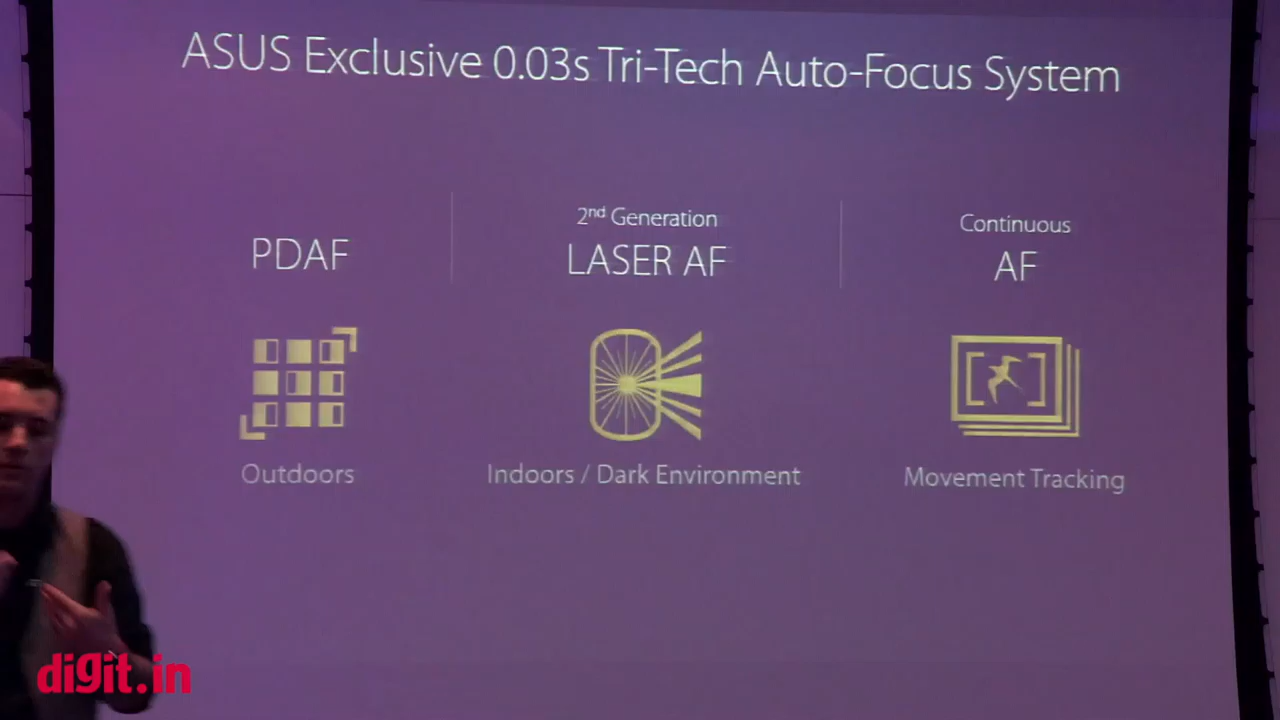 ASUS Exclusive 0.03s Tri-Tech Auto-Focus System
PDAF
Outdoors
2nd Generation
LASER AF
Indoors / Dark Environment
Continuous
AF
Movement Tracking
digit.in